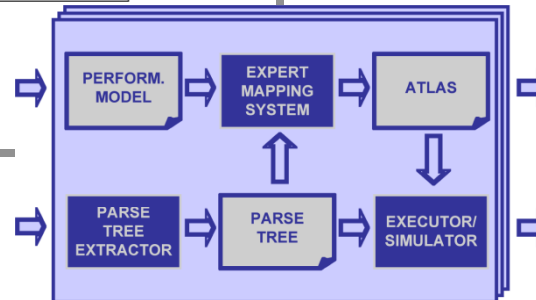 PERFORM.
MODEL
EXPERT
MAPPING
SYSTEM
ATLAS
PARSE
TREE
EXTRACTOR
PARSE
TREE
EXECUTOR/
SIMULATOR